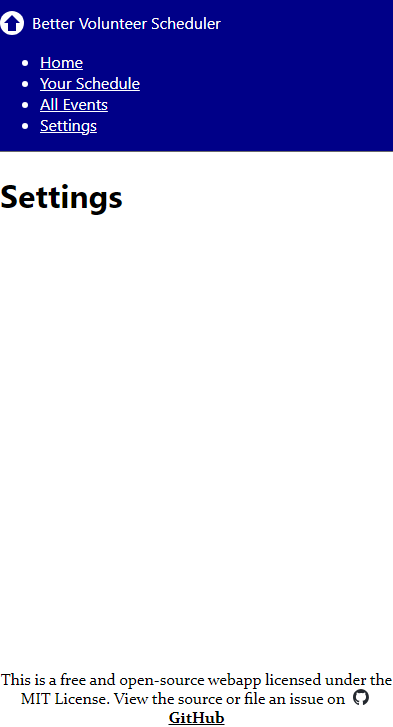 Better Volunteer Scheduler
Home
Your Schedule
All Events
Settings
Settings
This is a free and open-source webapp licensed under the
MIT License. View the source or file an issue on
GitHub